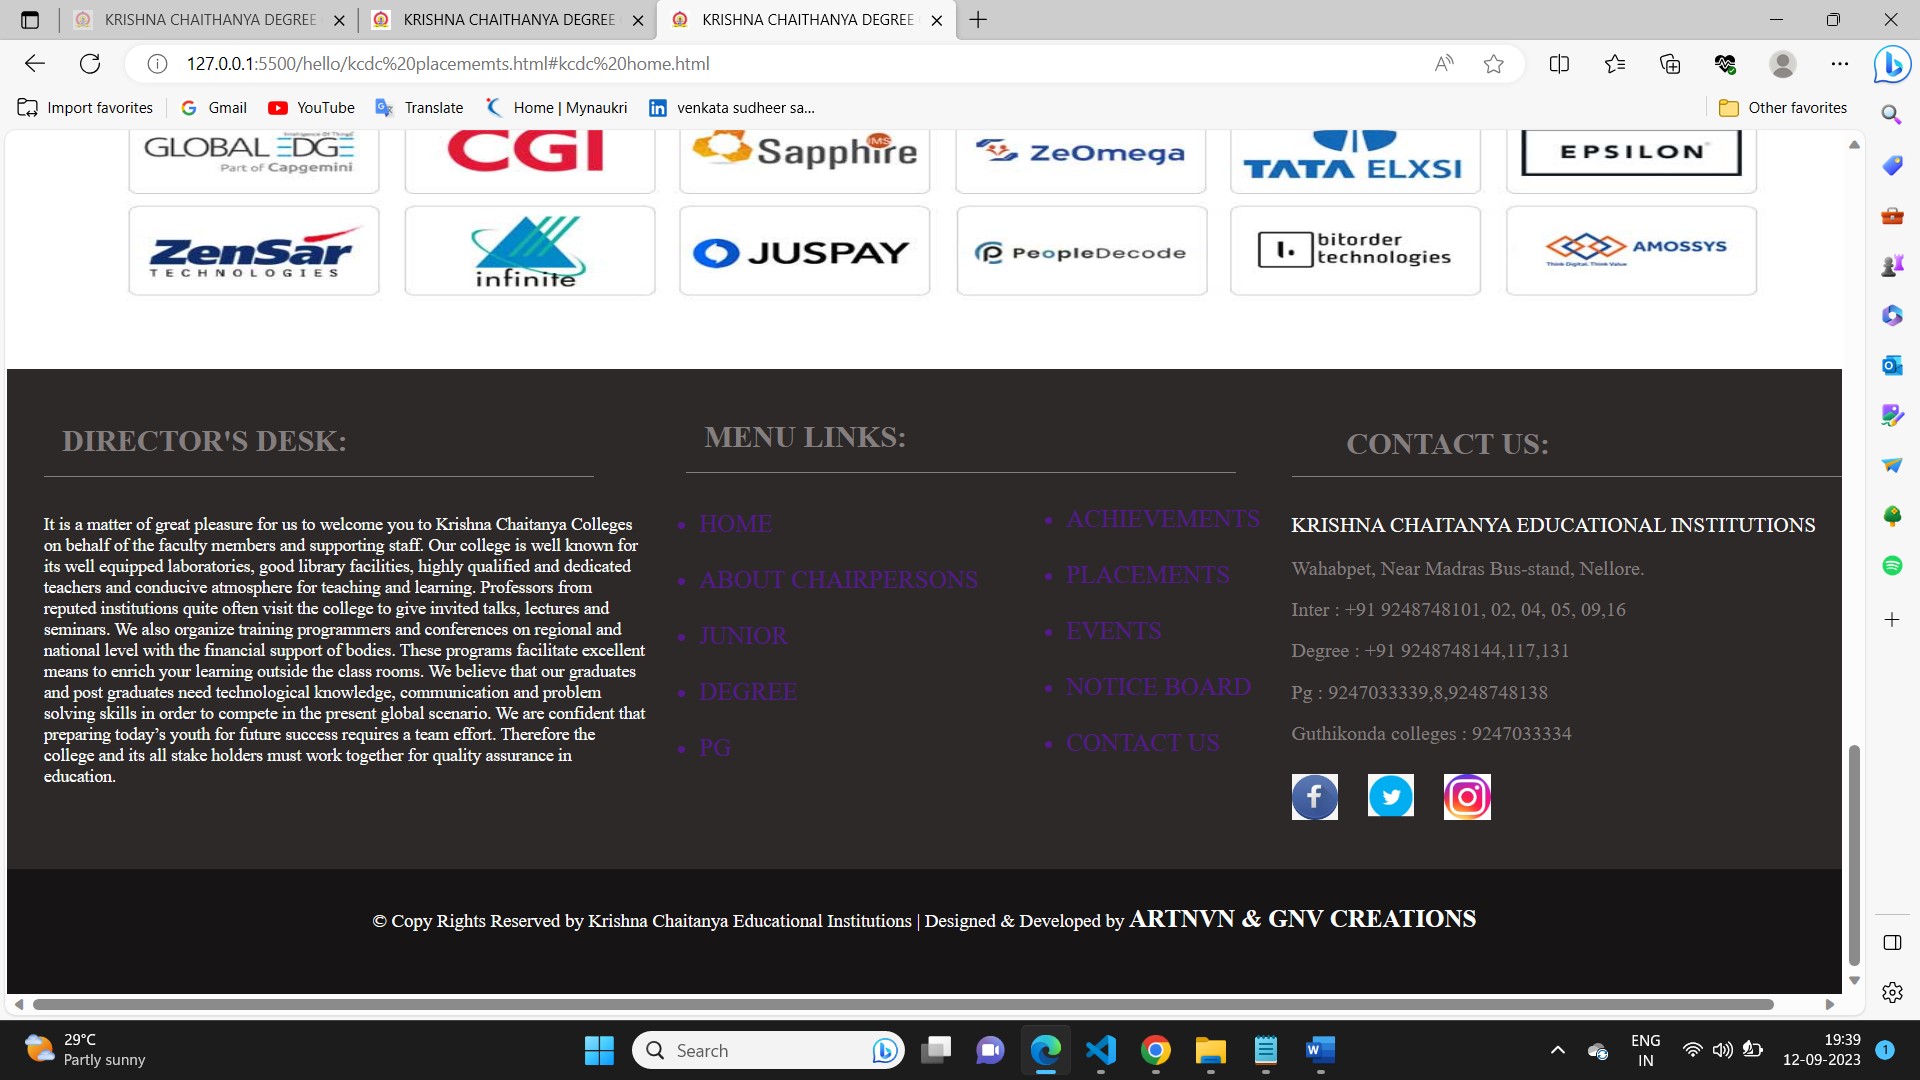 KRISHNA CHAITHANYA DEGREE
KRISHNA CHAITHANYA DEGREE
KRISHNA CHAITHANYA DEGREE
127.0.0.1:5500/hello/kcdc%20placememts.html#kcdc%20home.html
Import favorites
Gmail
YouTube
Translate
Home | Mynaukri
venkata sudheer sa...
Other favorites
GLOBAL EDGE
Part of Capgemini
CGI
Sapphire
IMS
ZeOmega
TATA ELXSI
EPSILON
ZenSar
TECHNOLOGIES
infinite
JUSPAY
PeopleDecode
bitorder
technologies
AMOSSYS
Think Digital. Think Value
DIRECTOR'S DESK:
It is a matter of great pleasure for us to welcome you to Krishna Chaitanya Colleges
on behalf of the faculty members and supporting staff. Our college is well known for
its well equipped laboratories, good library facilities, highly qualified and dedicated
teachers and conducive atmosphere for teaching and learning. Professors from
reputed institutions quite often visit the college to give invited talks, lectures and
seminars. We also organize training programmers and conferences on regional and
national level with the financial support of bodies. These programs facilitate excellent
means to enrich your learning outside the class rooms. We believe that our graduates
and post graduates need technological knowledge, communication and problem
solving skills in order to compete in the present global scenario. We are confident that
preparing today's youth for future success requires a team effort. Therefore the
college and its all stake holders must work together for quality assurance in
education.
MENU LINKS:
• HOME
• ABOUT CHAIRPERSONS
• JUNIOR
• DEGREE
• PG
• ACHIEVEMENTS
• PLACEMENTS
• EVENTS
• NOTICE BOARD
• CONTACT US
CONTACT US:
KRISHNA CHAITANYA EDUCATIONAL INSTITUTIONS
Wahabpet, Near Madras Bus-stand, Nellore.
Inter : +91 9248748101, 02, 04, 05, 09,16
Degree : +91 9248748144,117,131
Pg : 9247033339,8,9248748138
Guthikonda colleges : 9247033334
© Copy Rights Reserved by Krishna Chaitanya Educational Institutions | Designed & Developed by ARTNVN & GNV CREATIONS
29°C
Partly sunny
Search
ENG
IN
19:39
12-09-2023
1